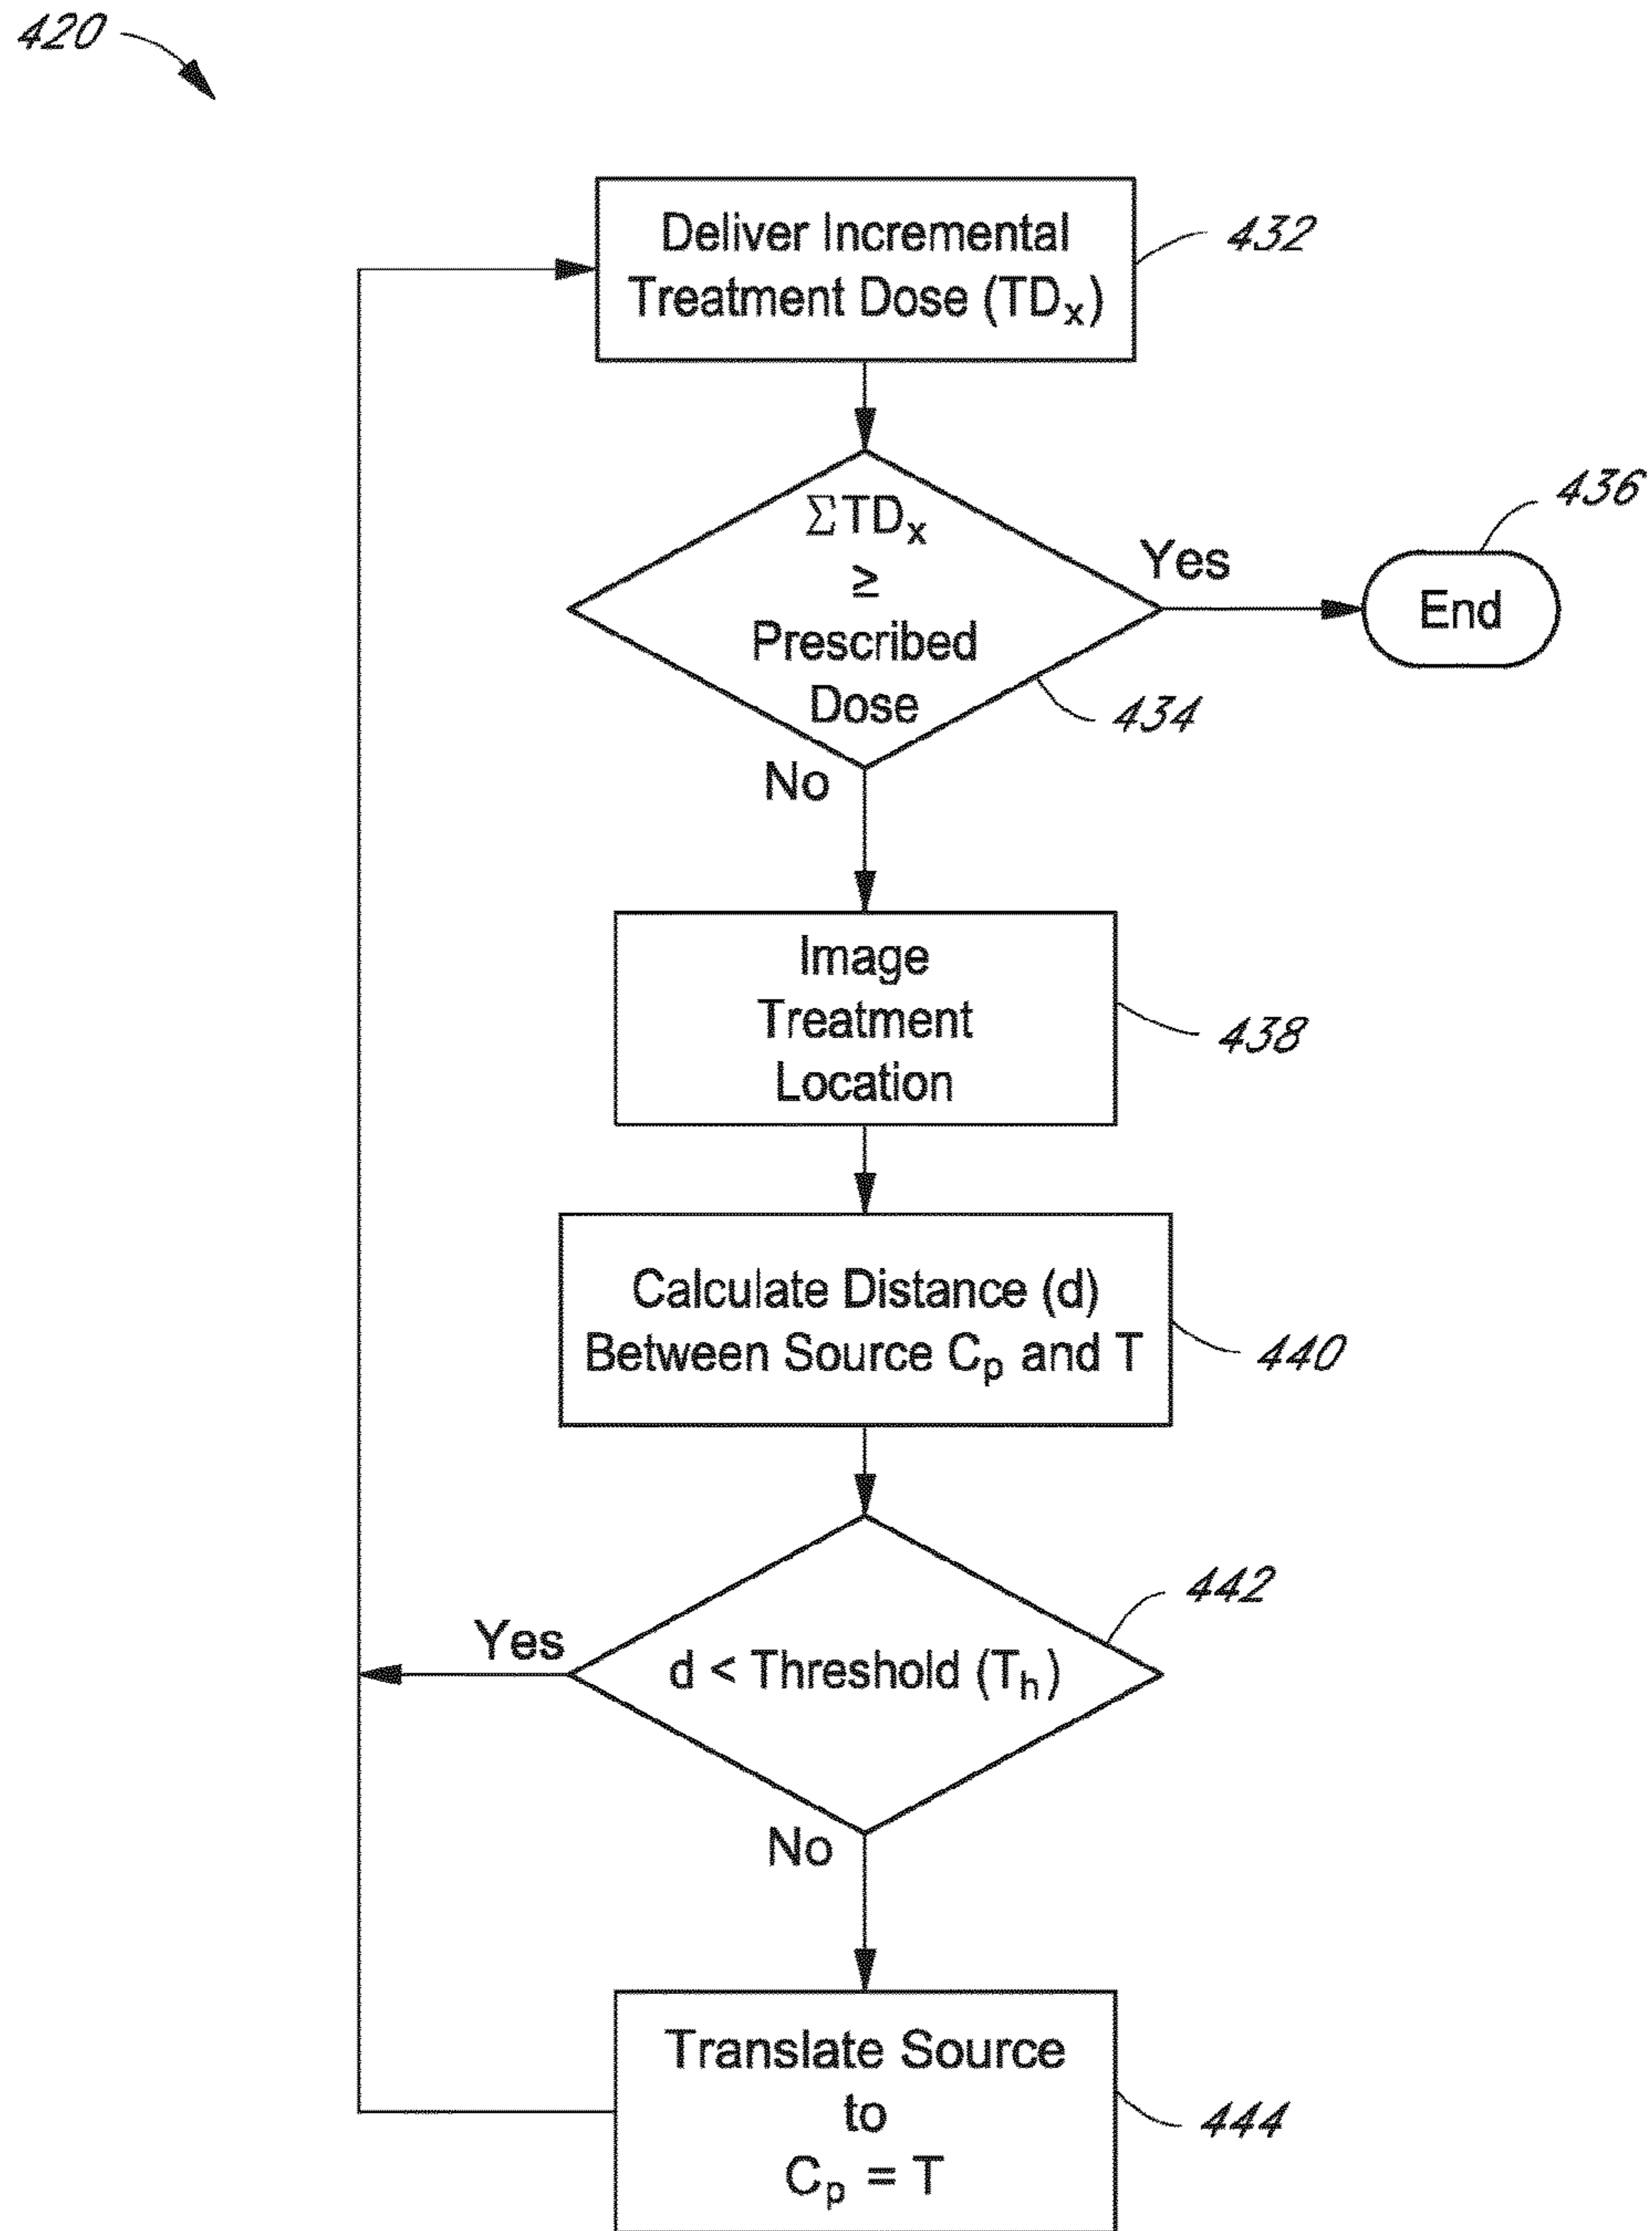 420
Deliver Incremental
Treatment Dose (TDₓ)
432
ΣTDₓ
≥
Prescribed
Dose
434
Yes
436
End
No
Image
Treatment
Location
438
Calculate Distance (d)
Between Source Cₚ and T
440
442
Yes
d < Threshold (Tₕ)
No
Translate Source
to
Cₚ = T
444